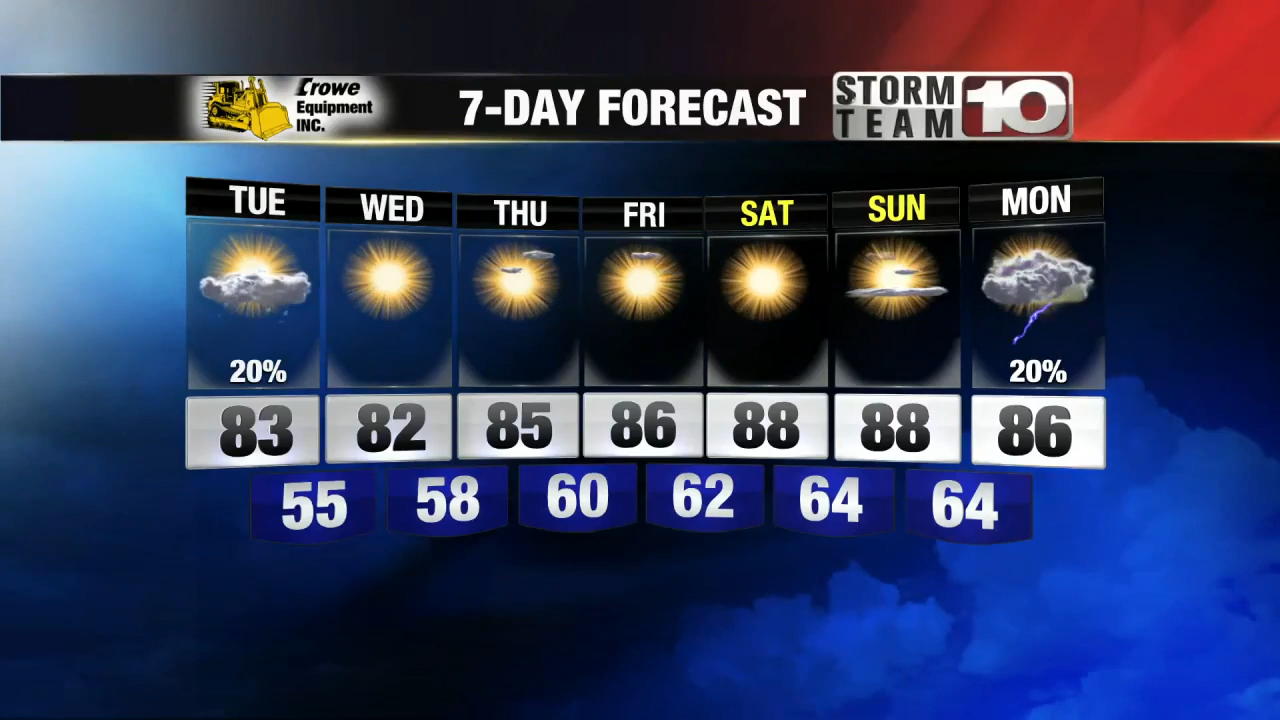 Crowe
Equipment
INC.
7-DAY FORECAST
STORM
TEAM
10
TUE WED THU FRI SAT SUN MON
20% 20%
83 82 85 86 88 88 86
55 58 60 62 64 64